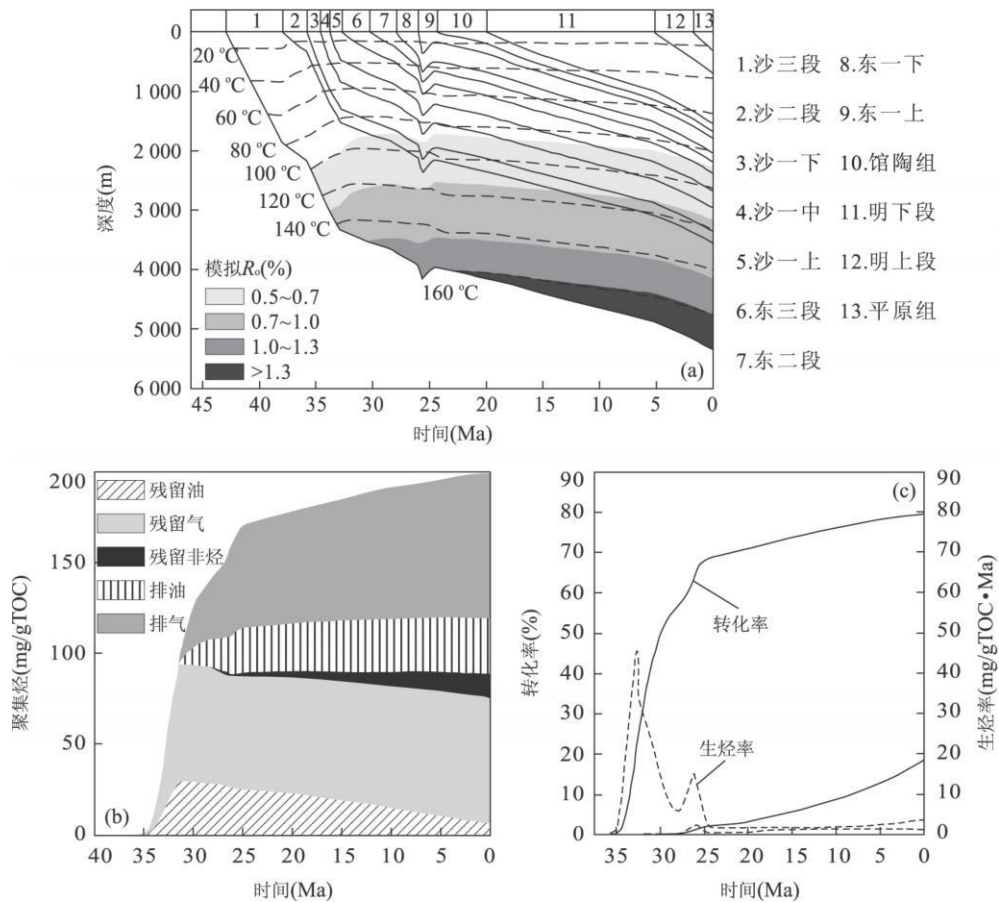 1 2 3 4 5 6 7 8 9 10 11 12 13
0
1 000
2 000
3 000
4 000
5 000
6 000
深度(m)
20 ℃
40 ℃
60 ℃
80 ℃
100 ℃
120 ℃
140 ℃
160 ℃
模拟Rₒ(%)
0.5~0.7
0.7~1.0
1.0~1.3
>1.3
(a)
45 40 35 30 25 20 15 10 5 0
时间(Ma)
1.沙三段 8.东一下
2.沙二段 9.东一上
3.沙一下 10.馆陶组
4.沙一中 11.明下段
5.沙一上 12.明上段
6.东三段 13.平原组
7.东二段
200
150
100
50
0
聚集烃(mg/gTOC)
残留油
残留气
残留非烃
排油
排气
(b)
40 35 30 25 20 15 10 5 0
时间(Ma)
90
80
70
60
50
40
30
20
10
0
转化率(%)
(c)
转化率
生烃率
90
80
70
60
50
40
30
20
10
0
生烃率(mg/gTOC•Ma)
35 30 25 20 15 10 5 0
时间(Ma)